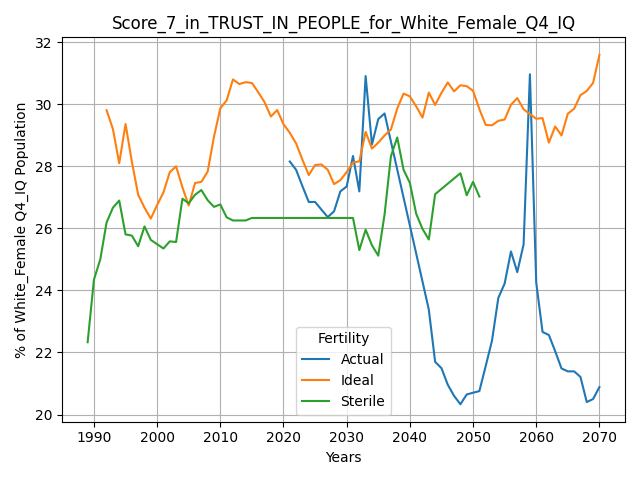 Score_7_in_TRUST_IN_PEOPLE_for_White_Female_Q4_IQ
% of White_Female Q4_IQ Population
32
30
28
26
24
22
20
Fertility
Actual
Ideal
Sterile
1990 2000 2010 2020 2030 2040 2050 2060 2070
Years